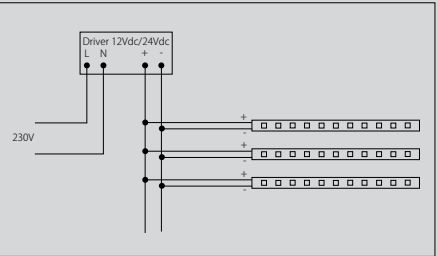 Driver 12Vdc/24Vdc
L N + -
230V
+
-
+
-
+
-